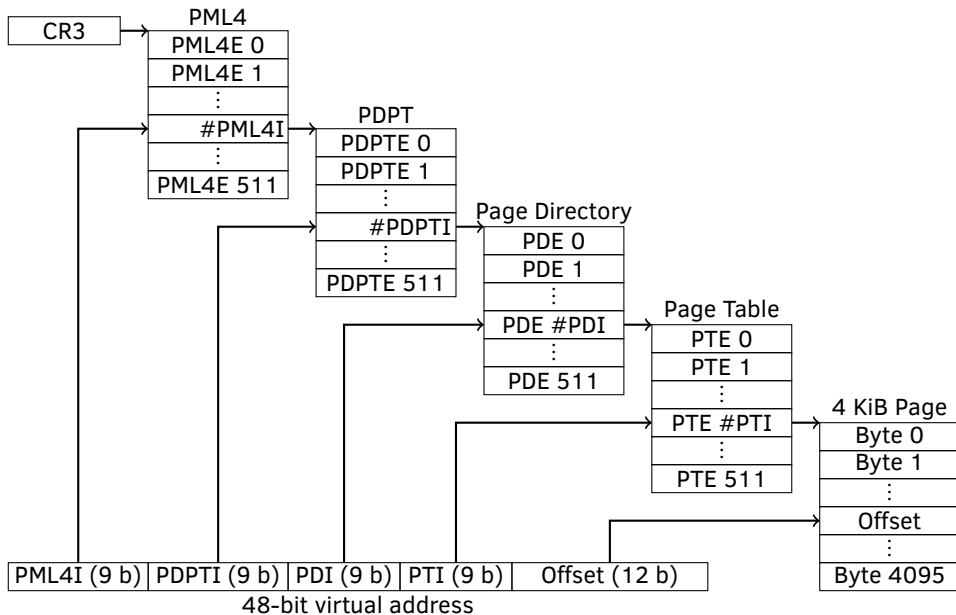 PML4
CR3
PML4E 0
PML4E 1
⋮
#PML4I
⋮
PML4E 511
PDPT
PDPTE 0
PDPTE 1
⋮
#PDPTI
⋮
PDPTE 511
Page Directory
PDE 0
PDE 1
⋮
PDE #PDI
⋮
PDE 511
Page Table
PTE 0
PTE 1
⋮
PTE #PTI
⋮
PTE 511
4 KiB Page
Byte 0
Byte 1
⋮
Offset
⋮
Byte 4095
PML4I (9 b) PDPTI (9 b) PDI (9 b) PTI (9 b) Offset (12 b)
48-bit virtual address